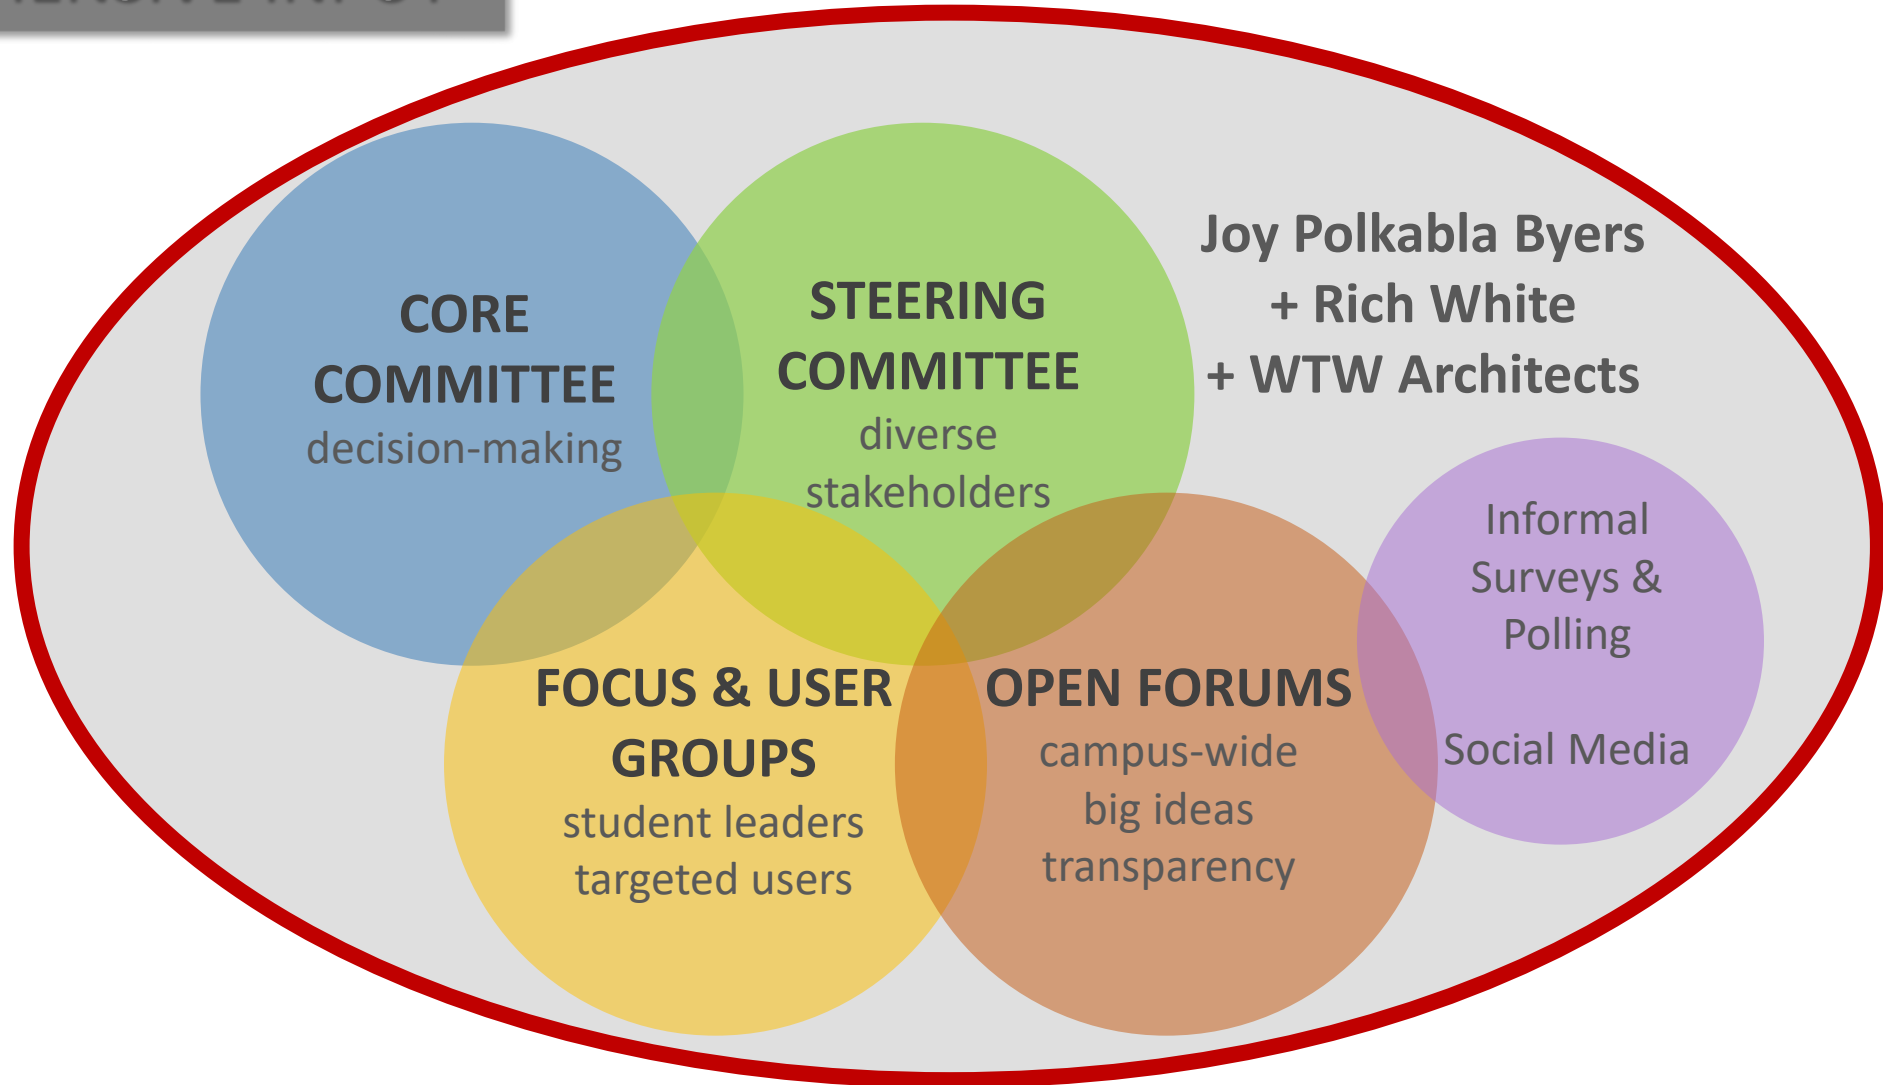 CORE
COMMITTEE
decision-making
STEERING
COMMITTEE
diverse
stakeholders
Joy Polkabla Byers
+ Rich White
+ WTW Architects
FOCUS & USER
GROUPS
student leaders
targeted users
OPEN FORUMS
campus-wide
big ideas
transparency
Informal
Surveys &
Polling
Social Media